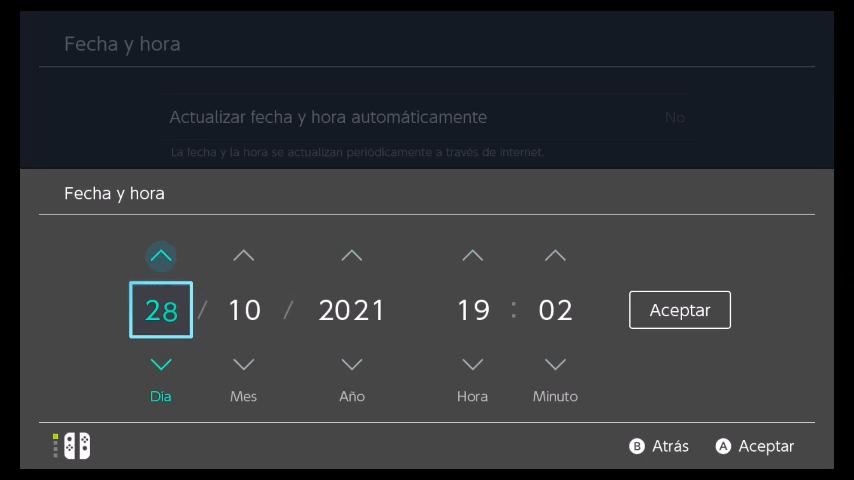 Fecha y hora
Actualizar fecha y hora automáticamente No
La fecha y la hora se actualizan periódicamente a través de internet.
Fecha y hora
28 / 10 / 2021 19 : 02 Aceptar
Día Mes Año Hora Minuto
B Atrás A Aceptar